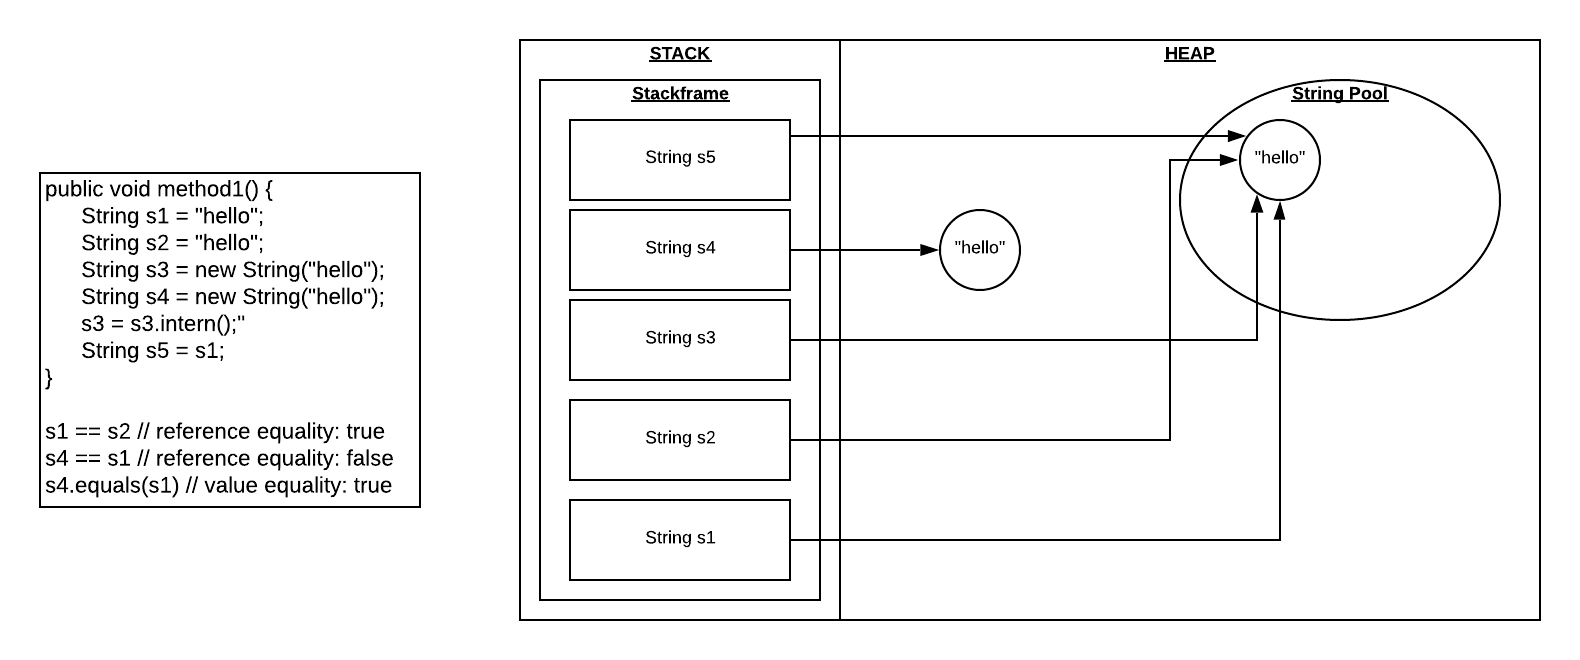 public void method1() {
String s1 = "hello";
String s2 = "hello";
String s3 = new String("hello");
String s4 = new String("hello");
s3 = s3.intern();"
String s5 = s1;
}
s1 == s2 // reference equality: true
s4 == s1 // reference equality: false
s4.equals(s1) // value equality: true
STACK
HEAP
Stackframe
String Pool
String s5
"hello"
String s4
"hello"
String s3
String s2
String s1